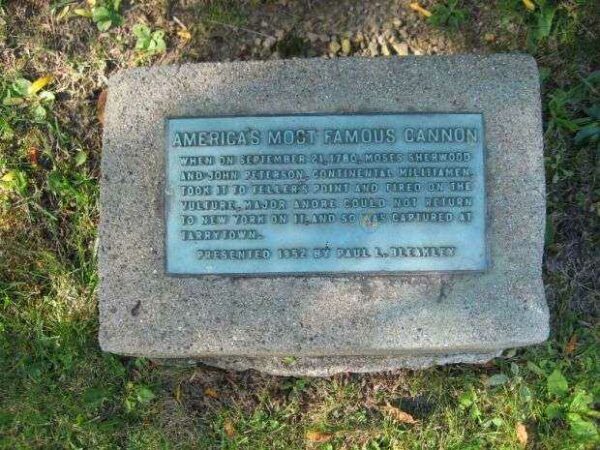 AMERICA'S MOST FAMOUS CANNON
WHEN ON SEPTEMBER 21, 1780, MOSES SHERWOOD
AND JOHN PETERSON, CONTINENTAL MILITIAMEN,
TOOK IT TO TELLER'S POINT AND FIRED ON THE
VULTURE, MAJOR ANDRE COULD NOT RETURN
TO NEW YORK ON IT, AND SO WAS CAPTURED AT
TARRYTOWN.
PRESENTED 1952 BY PAUL L. BLEAKLEY